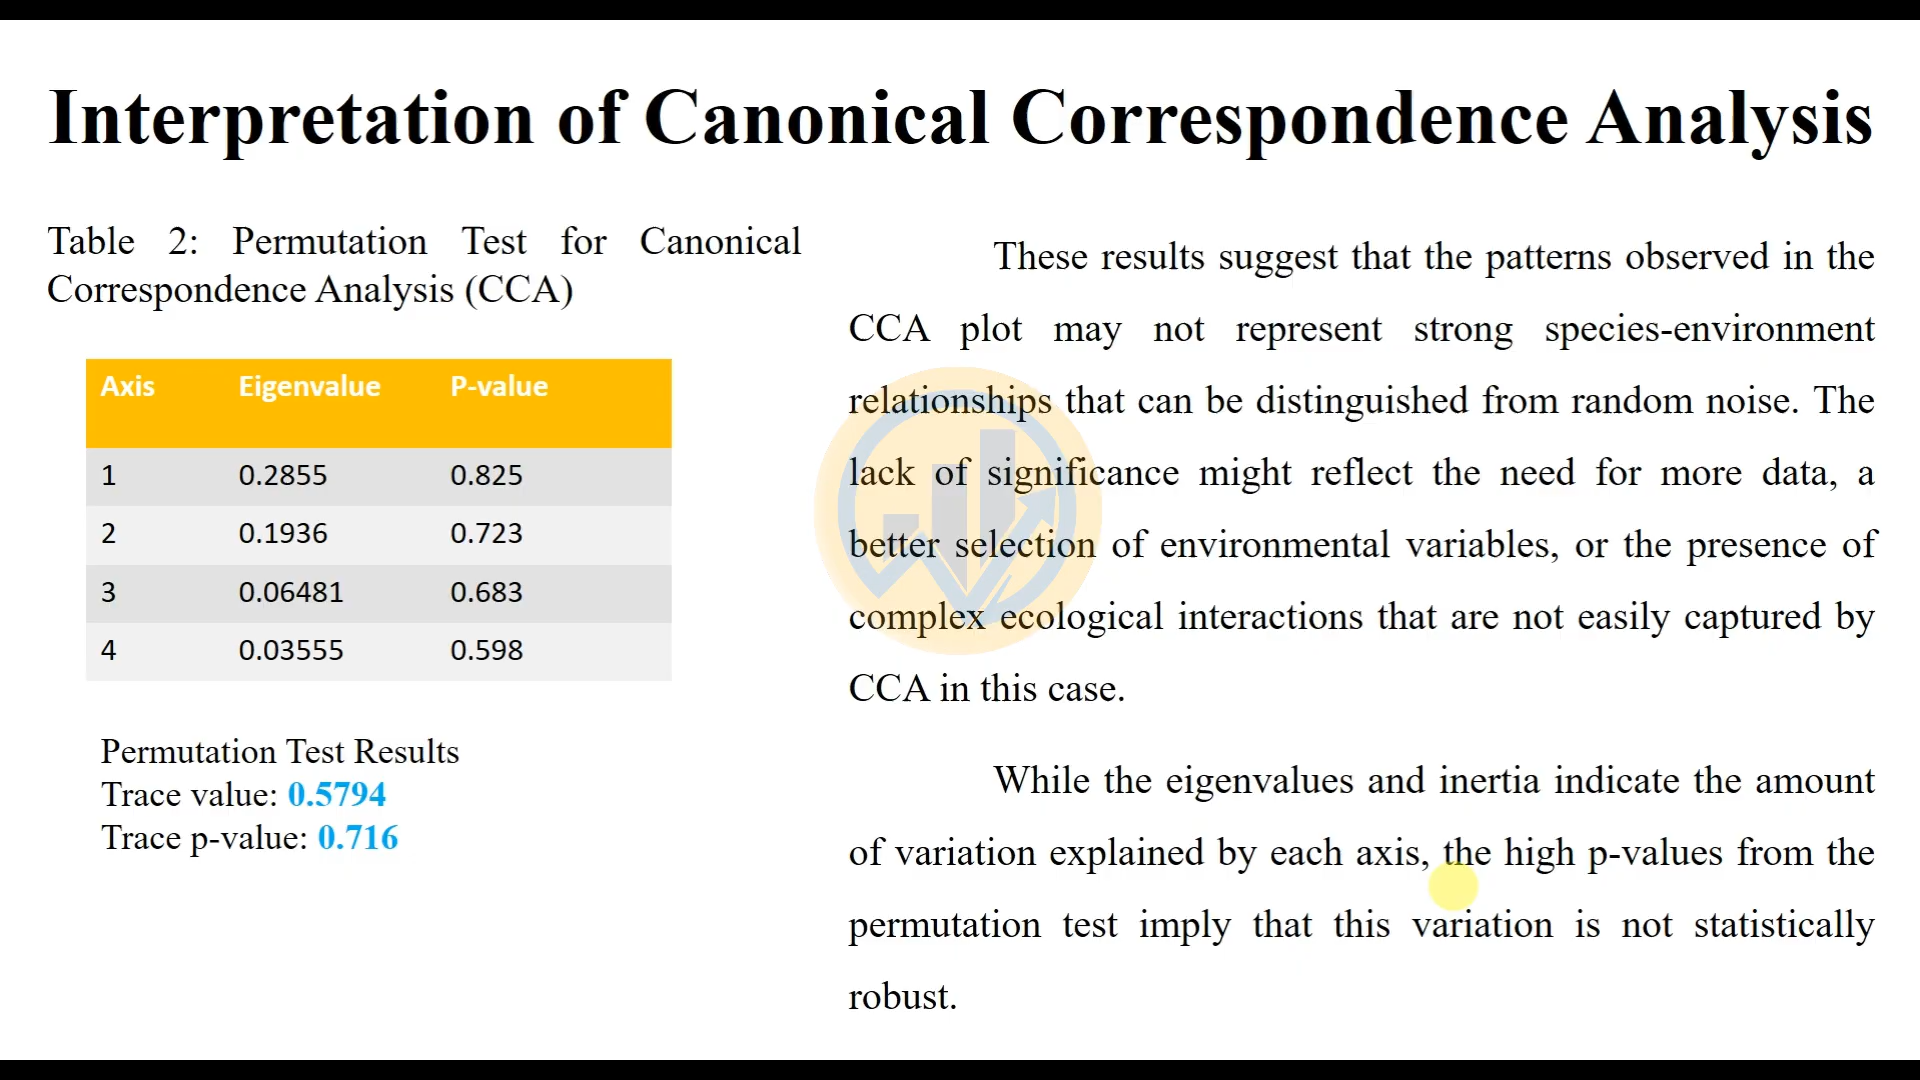 Interpretation of Canonical Correspondence Analysis
Table 2: Permutation Test for Canonical
Correspondence Analysis (CCA)
Axis Eigenvalue P-value
1 0.2855 0.825
2 0.1936 0.723
3 0.06481 0.683
4 0.03555 0.598
Permutation Test Results
Trace value: 0.5794
Trace p-value: 0.716
These results suggest that the patterns observed in the
CCA plot may not represent strong species-environment
relationships that can be distinguished from random noise. The
lack of significance might reflect the need for more data, a
better selection of environmental variables, or the presence of
complex ecological interactions that are not easily captured by
CCA in this case.
While the eigenvalues and inertia indicate the amount
of variation explained by each axis, the high p-values from the
permutation test imply that this variation is not statistically
robust.